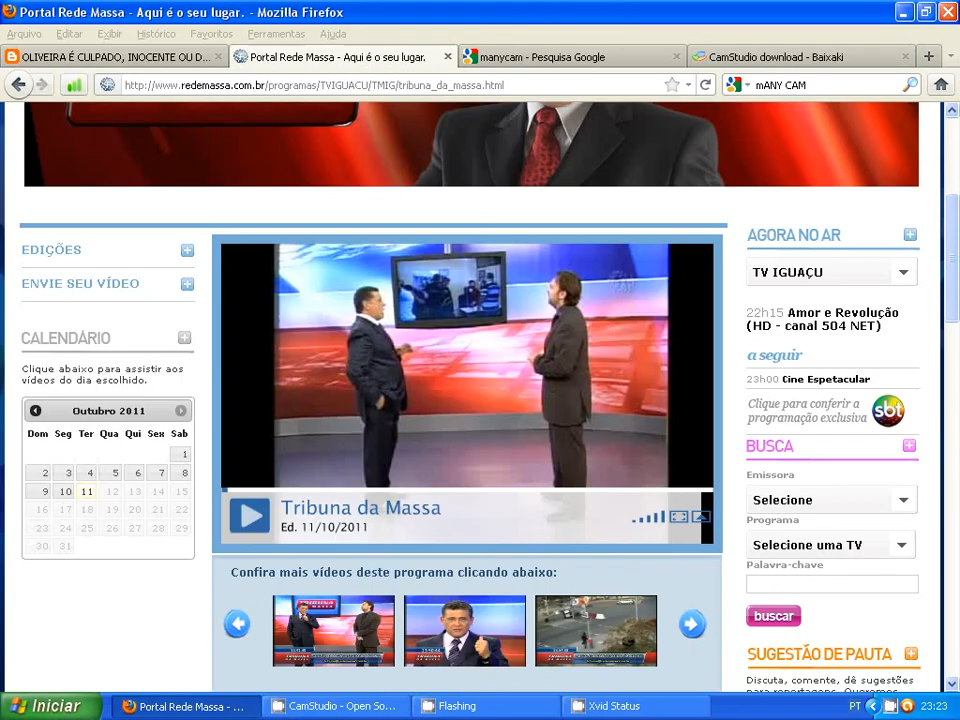 Portal Rede Massa - Aqui é o seu lugar. - Mozilla Firefox
Arquivo Editar Exibir Histórico Favoritos Ferramentas Ajuda
OLIVEIRA É CULPADO, INOCENTE OU D...
Portal Rede Massa - Aqui é o seu lugar.
manycam - Pesquisa Google
CamStudio download - Baixaki
http://www.redemassa.com.br/programas/TVIGUACU/TMIG/tribuna_da_massa.html
mANY CAM
EDIÇÕES
ENVIE SEU VÍDEO
CALENDÁRIO
Clique abaixo para assistir aos
vídeos do dia escolhido.
Outubro 2011
Dom Seg Ter Qua Qui Sex Sab
1
2 3 4 5 6 7 8
9 10 11 12 13 14 15
16 17 18 19 20 21 22
23 24 25 26 27 28 29
30 31
Tribuna da Massa
Ed. 11/10/2011
Confira mais vídeos deste programa clicando abaixo:
AGORA NO AR
TV IGUAÇU
22h15 Amor e Revolução
(HD - canal 504 NET)
a seguir
23h00 Cine Espetacular
Clique para conferir a
programação exclusiva
sbt
BUSCA
Emissora
Selecione
Programa
Selecione uma TV
Palavra-chave
buscar
SUGESTÃO DE PAUTA
Discuta, comente, dê sugestões
para reportagens. Queremos
Iniciar
Portal Rede Massa - ...
CamStudio - Open So...
Flashing
Xvid Status
PT
23:23